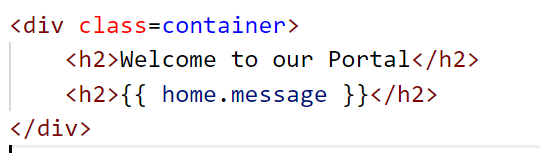 <div class=container>
    <h2>Welcome to our Portal</h2>
    <h2>{{ home.message }}</h2>
</div>